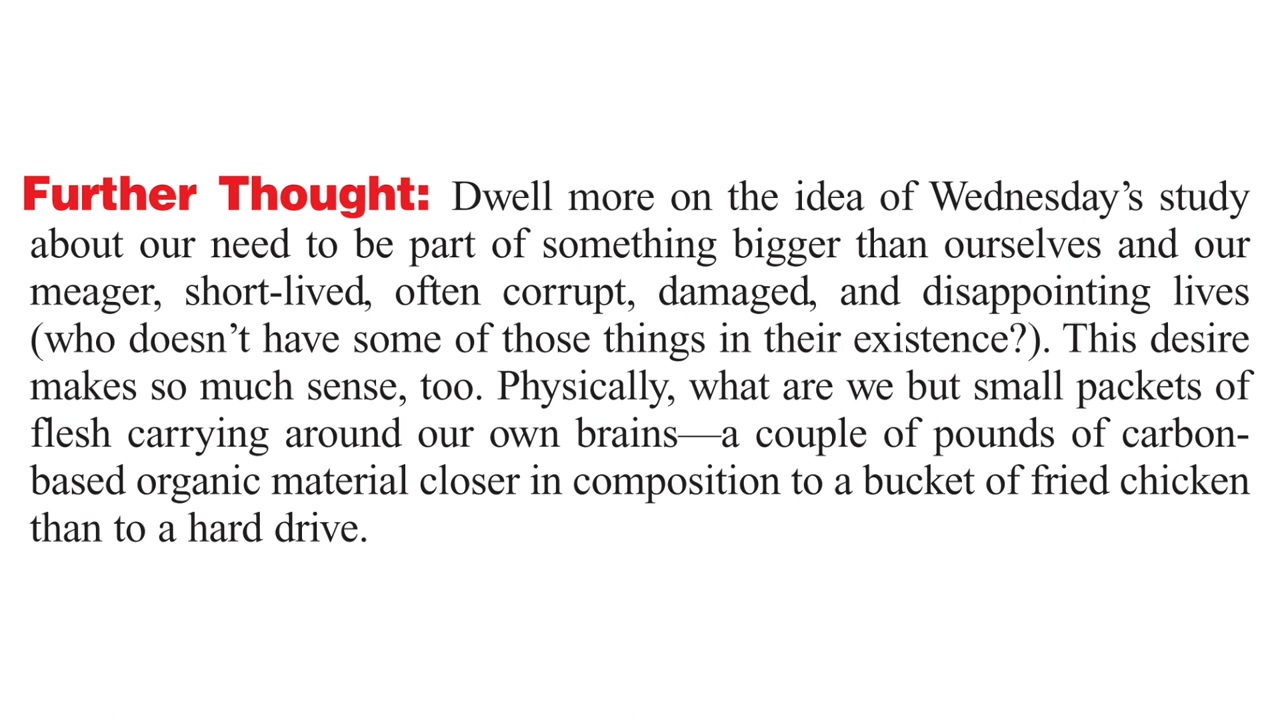 Further Thought: Dwell more on the idea of Wednesday’s study
about our need to be part of something bigger than ourselves and our
meager, short-lived, often corrupt, damaged, and disappointing lives
(who doesn’t have some of those things in their existence?). This desire
makes so much sense, too. Physically, what are we but small packets of
flesh carrying around our own brains—a couple of pounds of carbon-
based organic material closer in composition to a bucket of fried chicken
than to a hard drive.